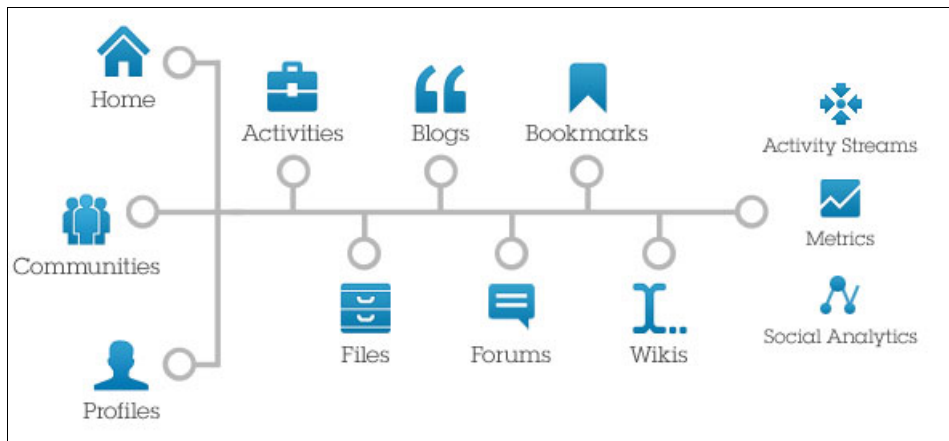 Home
Activities
Blogs
Bookmarks
Activity Streams
Metrics
Communities
Files
Forums
Wikis
Social Analytics
Profiles